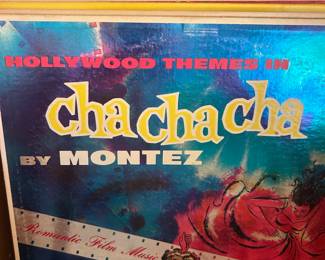 HOLLYWOOD THEMES IN
cha cha cha
BY MONTEZ
Romantic Film Music